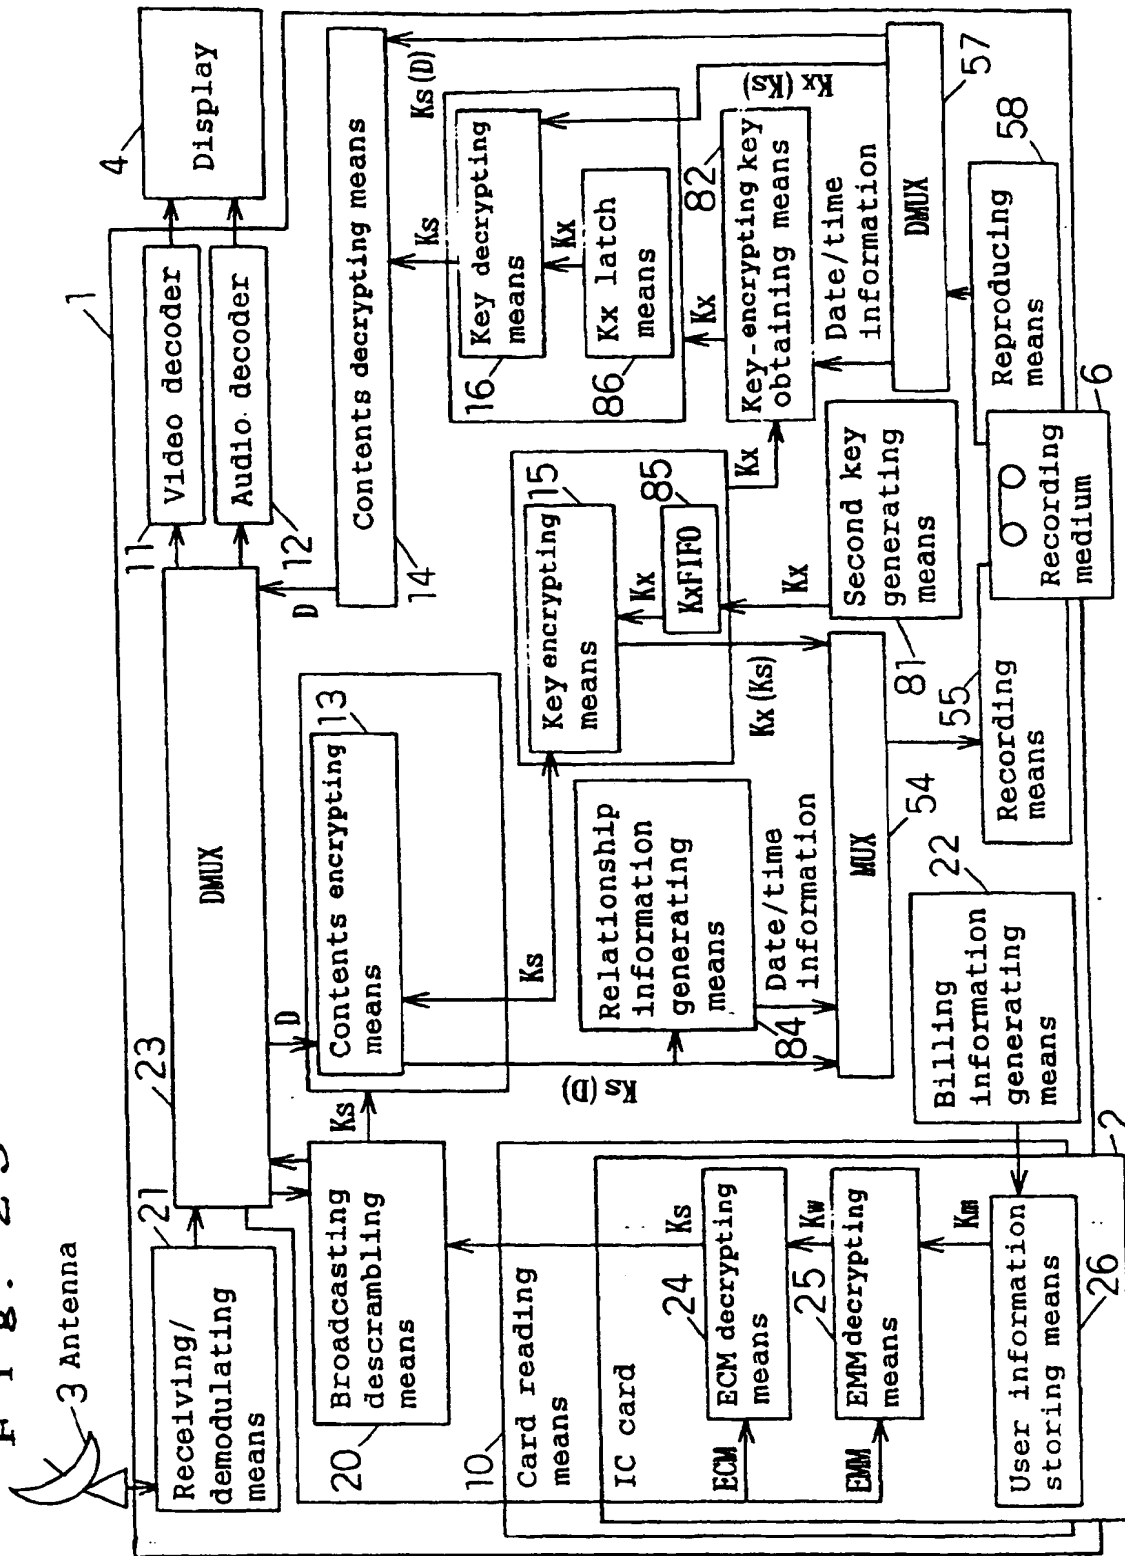 Fig. 23
3 Antenna
21
Receiving/
demodulating
means
23
DMUX
11
Video decoder
12
Audio decoder
1
4
Display
20
Broadcasting
descrambling
means
Ks
D
13
Contents encrypting
means
D
14
Contents decrypting means
Ks
Ks (D)
Ks (D)
Ks
10
Card reading
means
IC card
2
ECM
24
ECM decrypting
means
Ks
EMM
25
EMM decrypting
means
Kw
Km
User information
storing means
26
22
Billing
information
generating
means
Relationship
information
generating
means
84
Date/time
information
15
Key encrypting
means
Kx
85
KxFIFO
Kx
Kx (Ks)
Kx
54
MUX
81
Second key
generating
means
16
Key decrypting
means
Kx
86
Kx latch
means
Kx
Kx (Ks)
82
Key-encrypting key
obtaining means
Date/time
information
57
DMUX
55
Recording
means
58
Reproducing
means
6
Recording
medium